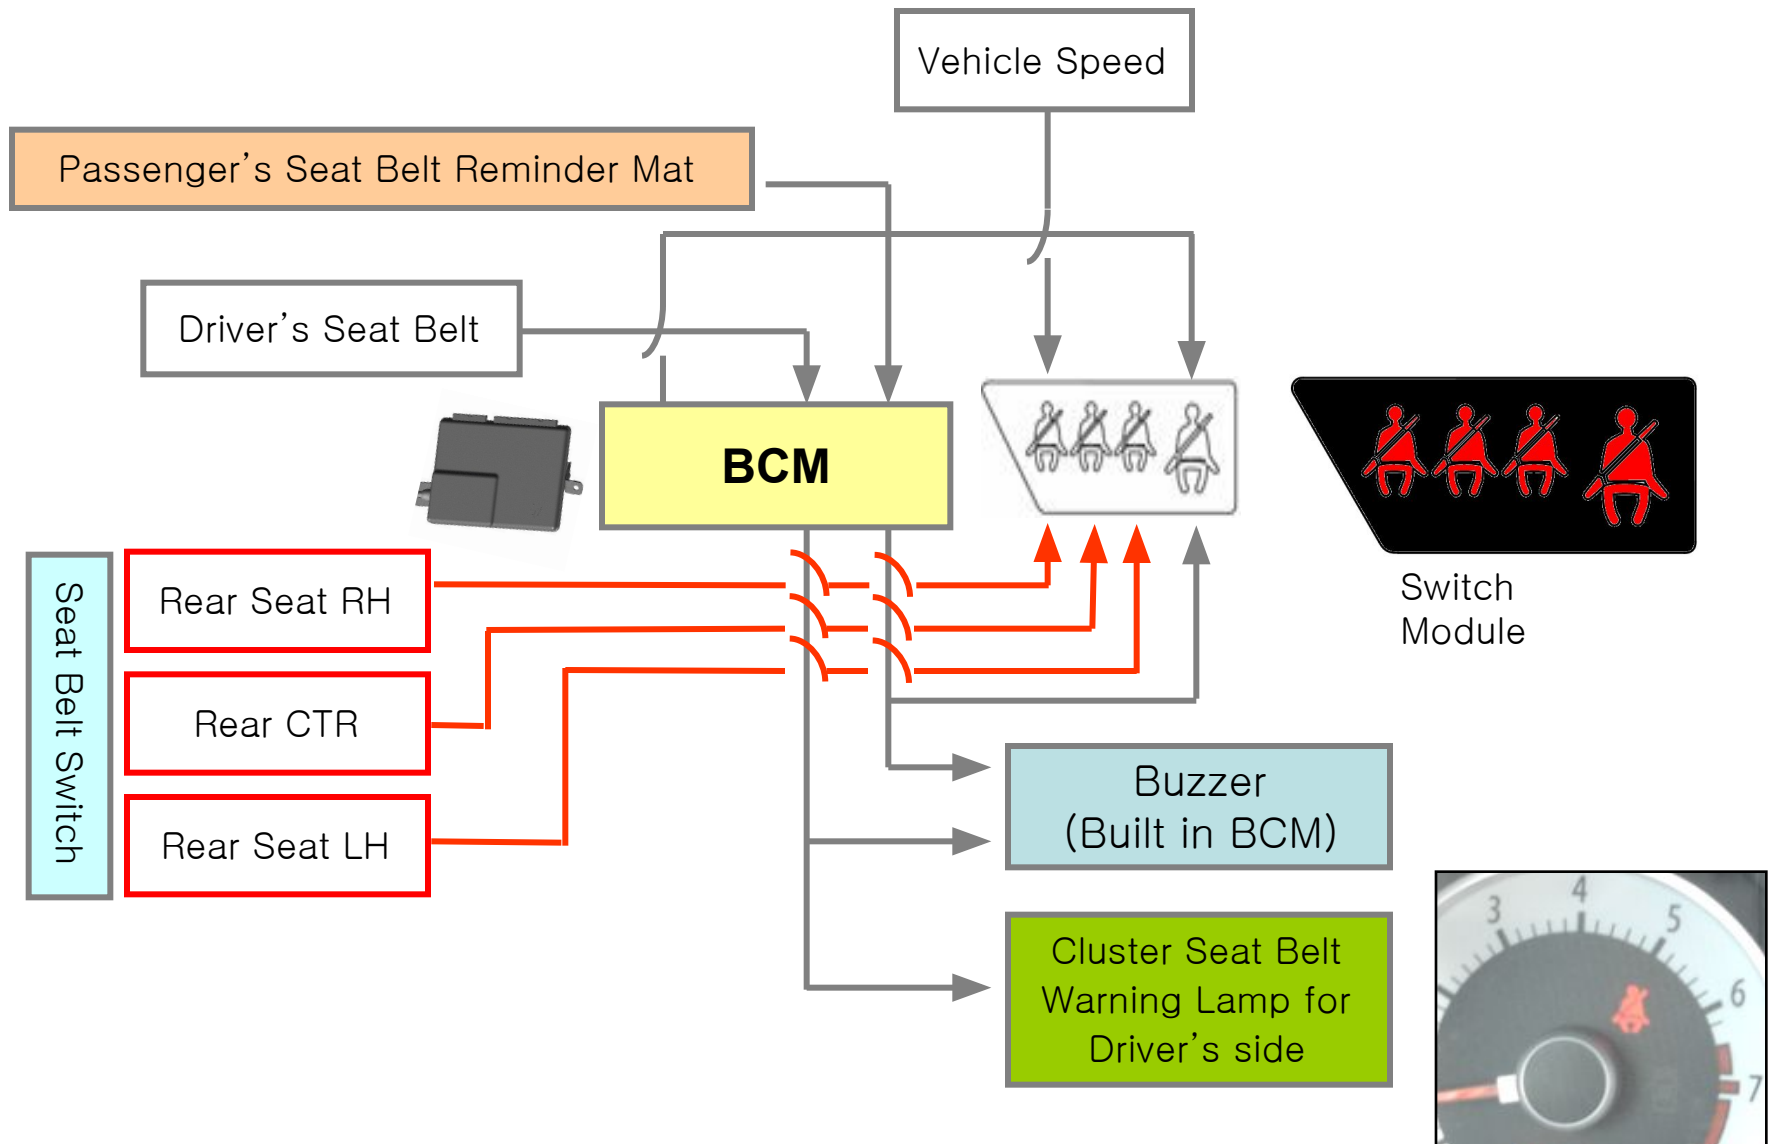 Vehicle Speed
Passenger's Seat Belt Reminder Mat
Driver's Seat Belt
BCM
Seat Belt Switch
Rear Seat RH
Rear CTR
Rear Seat LH
Switch
Module
Buzzer
(Built in BCM)
Cluster Seat Belt
Warning Lamp for
Driver's side
3
4
5
6
7